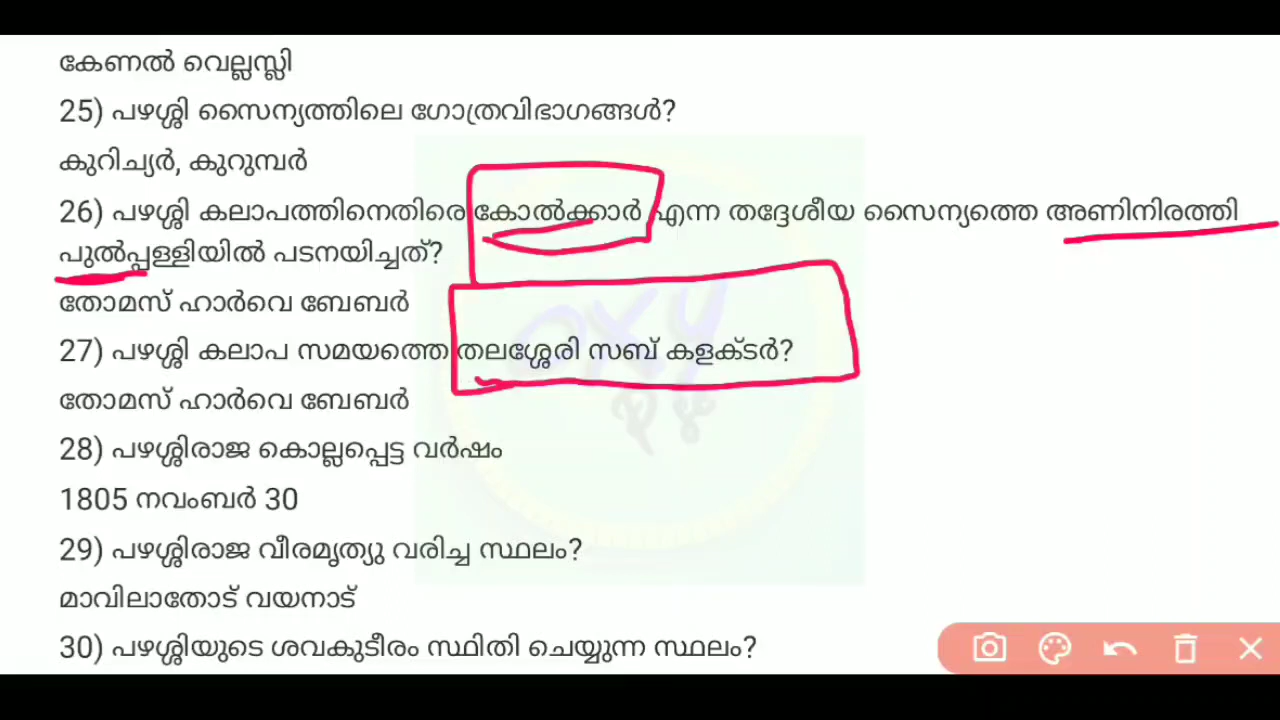 കേണൽ വെല്ലസ്ലി
25) പഴശ്ശി സൈന്യത്തിലെ ഗോത്രവിഭാഗങ്ങൾ?
കുറിച്യർ, കുറുമ്പർ
26) പഴശ്ശി കലാപത്തിനെതിരെ കോൽക്കാർ എന്ന തദ്ദേശീയ സൈന്യത്തെ അണിനിരത്തി
പുൽപ്പള്ളിയിൽ പടനയിച്ചത്?
തോമസ് ഹാർവെ ബേബർ
27) പഴശ്ശി കലാപ സമയത്തെ തലശ്ശേരി സബ് കളക്ടർ?
തോമസ് ഹാർവെ ബേബർ
28) പഴശ്ശിരാജ കൊല്ലപ്പെട്ട വർഷം
1805 നവംബർ 30
29) പഴശ്ശിരാജ വീരമൃത്യു വരിച്ച സ്ഥലം?
മാവിലാതോട് വയനാട്
30) പഴശ്ശിയുടെ ശവകുടീരം സ്ഥിതി ചെയ്യുന്ന സ്ഥലം?